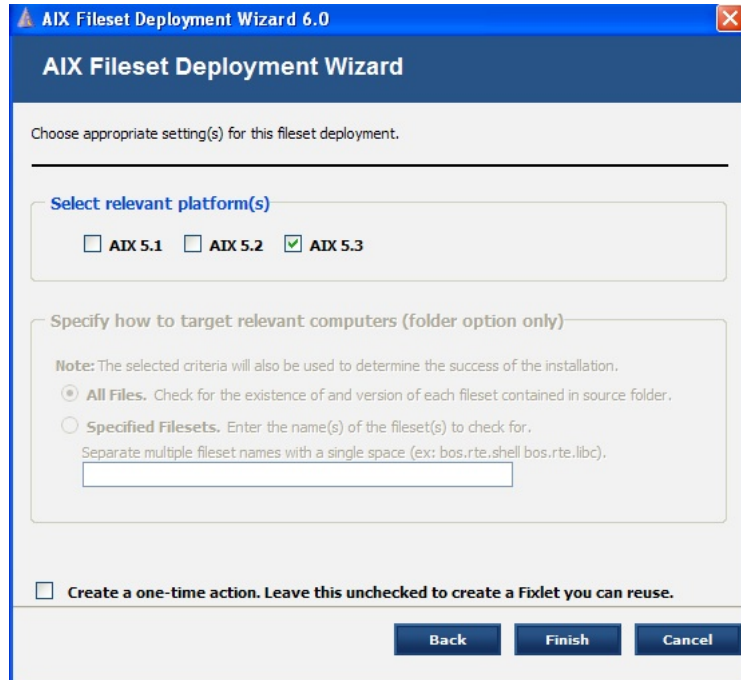 AIX Fileset Deployment Wizard 6.0
AIX Fileset Deployment Wizard
Choose appropriate setting(s) for this fileset deployment.
Select relevant platform(s)
AIX 5.1 AIX 5.2 AIX 5.3
Specify how to target relevant computers (folder option only)
Note: The selected criteria will also be used to determine the success of the installation.
All Files. Check for the existence of and version of each fileset contained in source folder.
Specified Filesets. Enter the name(s) of the fileset(s) to check for.
Separate multiple fileset names with a single space (ex: bos.rte.shell bos.rte.libc).
Create a one-time action. Leave this unchecked to create a Fixlet you can reuse.
Back Finish Cancel